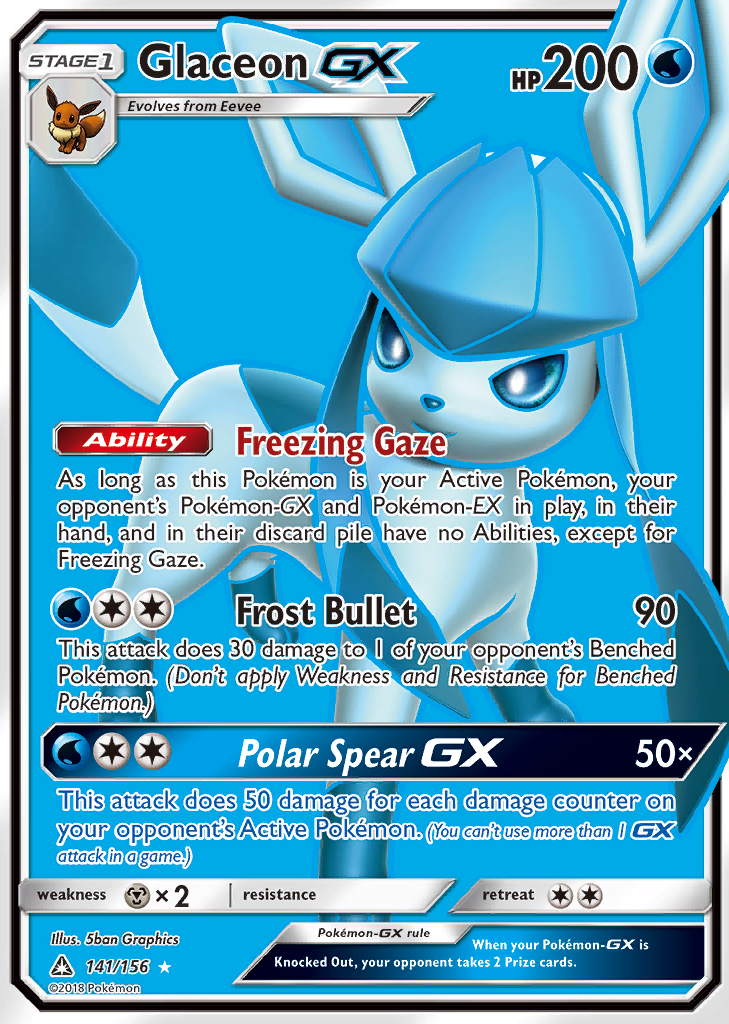 STAGE1 Glaceon GX HP200
Evolves from Eevee
Ability Freezing Gaze
As long as this Pokémon is your Active Pokémon, your
opponent's Pokémon-GX and Pokémon-EX in play, in their
hand, and in their discard pile have no Abilities, except for
Freezing Gaze.
Frost Bullet 90
This attack does 30 damage to 1 of your opponent's Benched
Pokémon. (Don't apply Weakness and Resistance for Benched
Pokémon.)
Polar Spear GX 50×
This attack does 50 damage for each damage counter on
your opponent's Active Pokémon. (You can't use more than 1 GX
attack in a game.)
weakness ×2 resistance retreat
Illus. 5ban Graphics
141/156
©2018 Pokémon
Pokémon-GX rule
When your Pokémon-GX is
Knocked Out, your opponent takes 2 Prize cards.